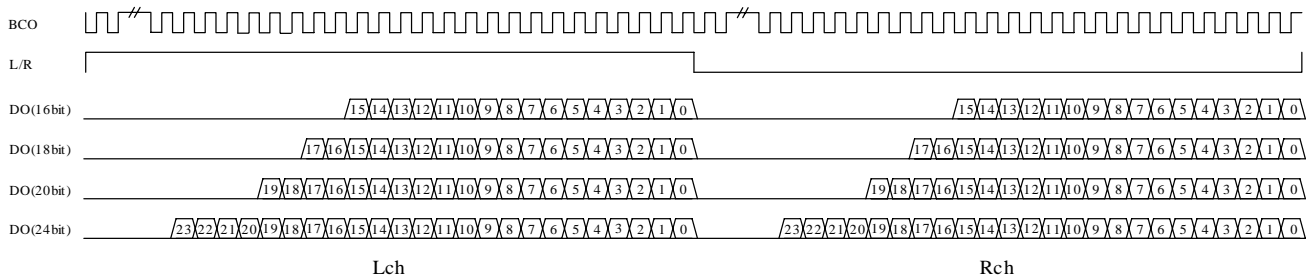 BCO
L/R
DO(16bit) 15 14 13 12 11 10 9 8 7 6 5 4 3 2 1 0 15 14 13 12 11 10 9 8 7 6 5 4 3 2 1 0
DO(18bit) 17 16 15 14 13 12 11 10 9 8 7 6 5 4 3 2 1 0 17 16 15 14 13 12 11 10 9 8 7 6 5 4 3 2 1 0
DO(20bit) 19 18 17 16 15 14 13 12 11 10 9 8 7 6 5 4 3 2 1 0 19 18 17 16 15 14 13 12 11 10 9 8 7 6 5 4 3 2 1 0
DO(24bit) 23 22 21 20 19 18 17 16 15 14 13 12 11 10 9 8 7 6 5 4 3 2 1 0 23 22 21 20 19 18 17 16 15 14 13 12 11 10 9 8 7 6 5 4 3 2 1 0
Lch Rch